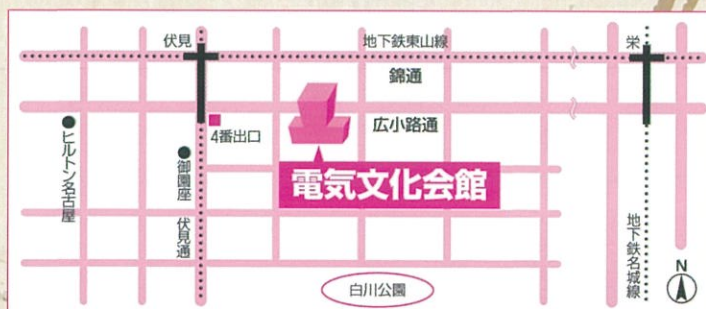 伏見
地下鉄東山線
栄
錦通
4番出口
広小路通
●ヒルトン名古屋
●御園座
電気文化会館
伏見通
地下鉄名城線
白川公園
N